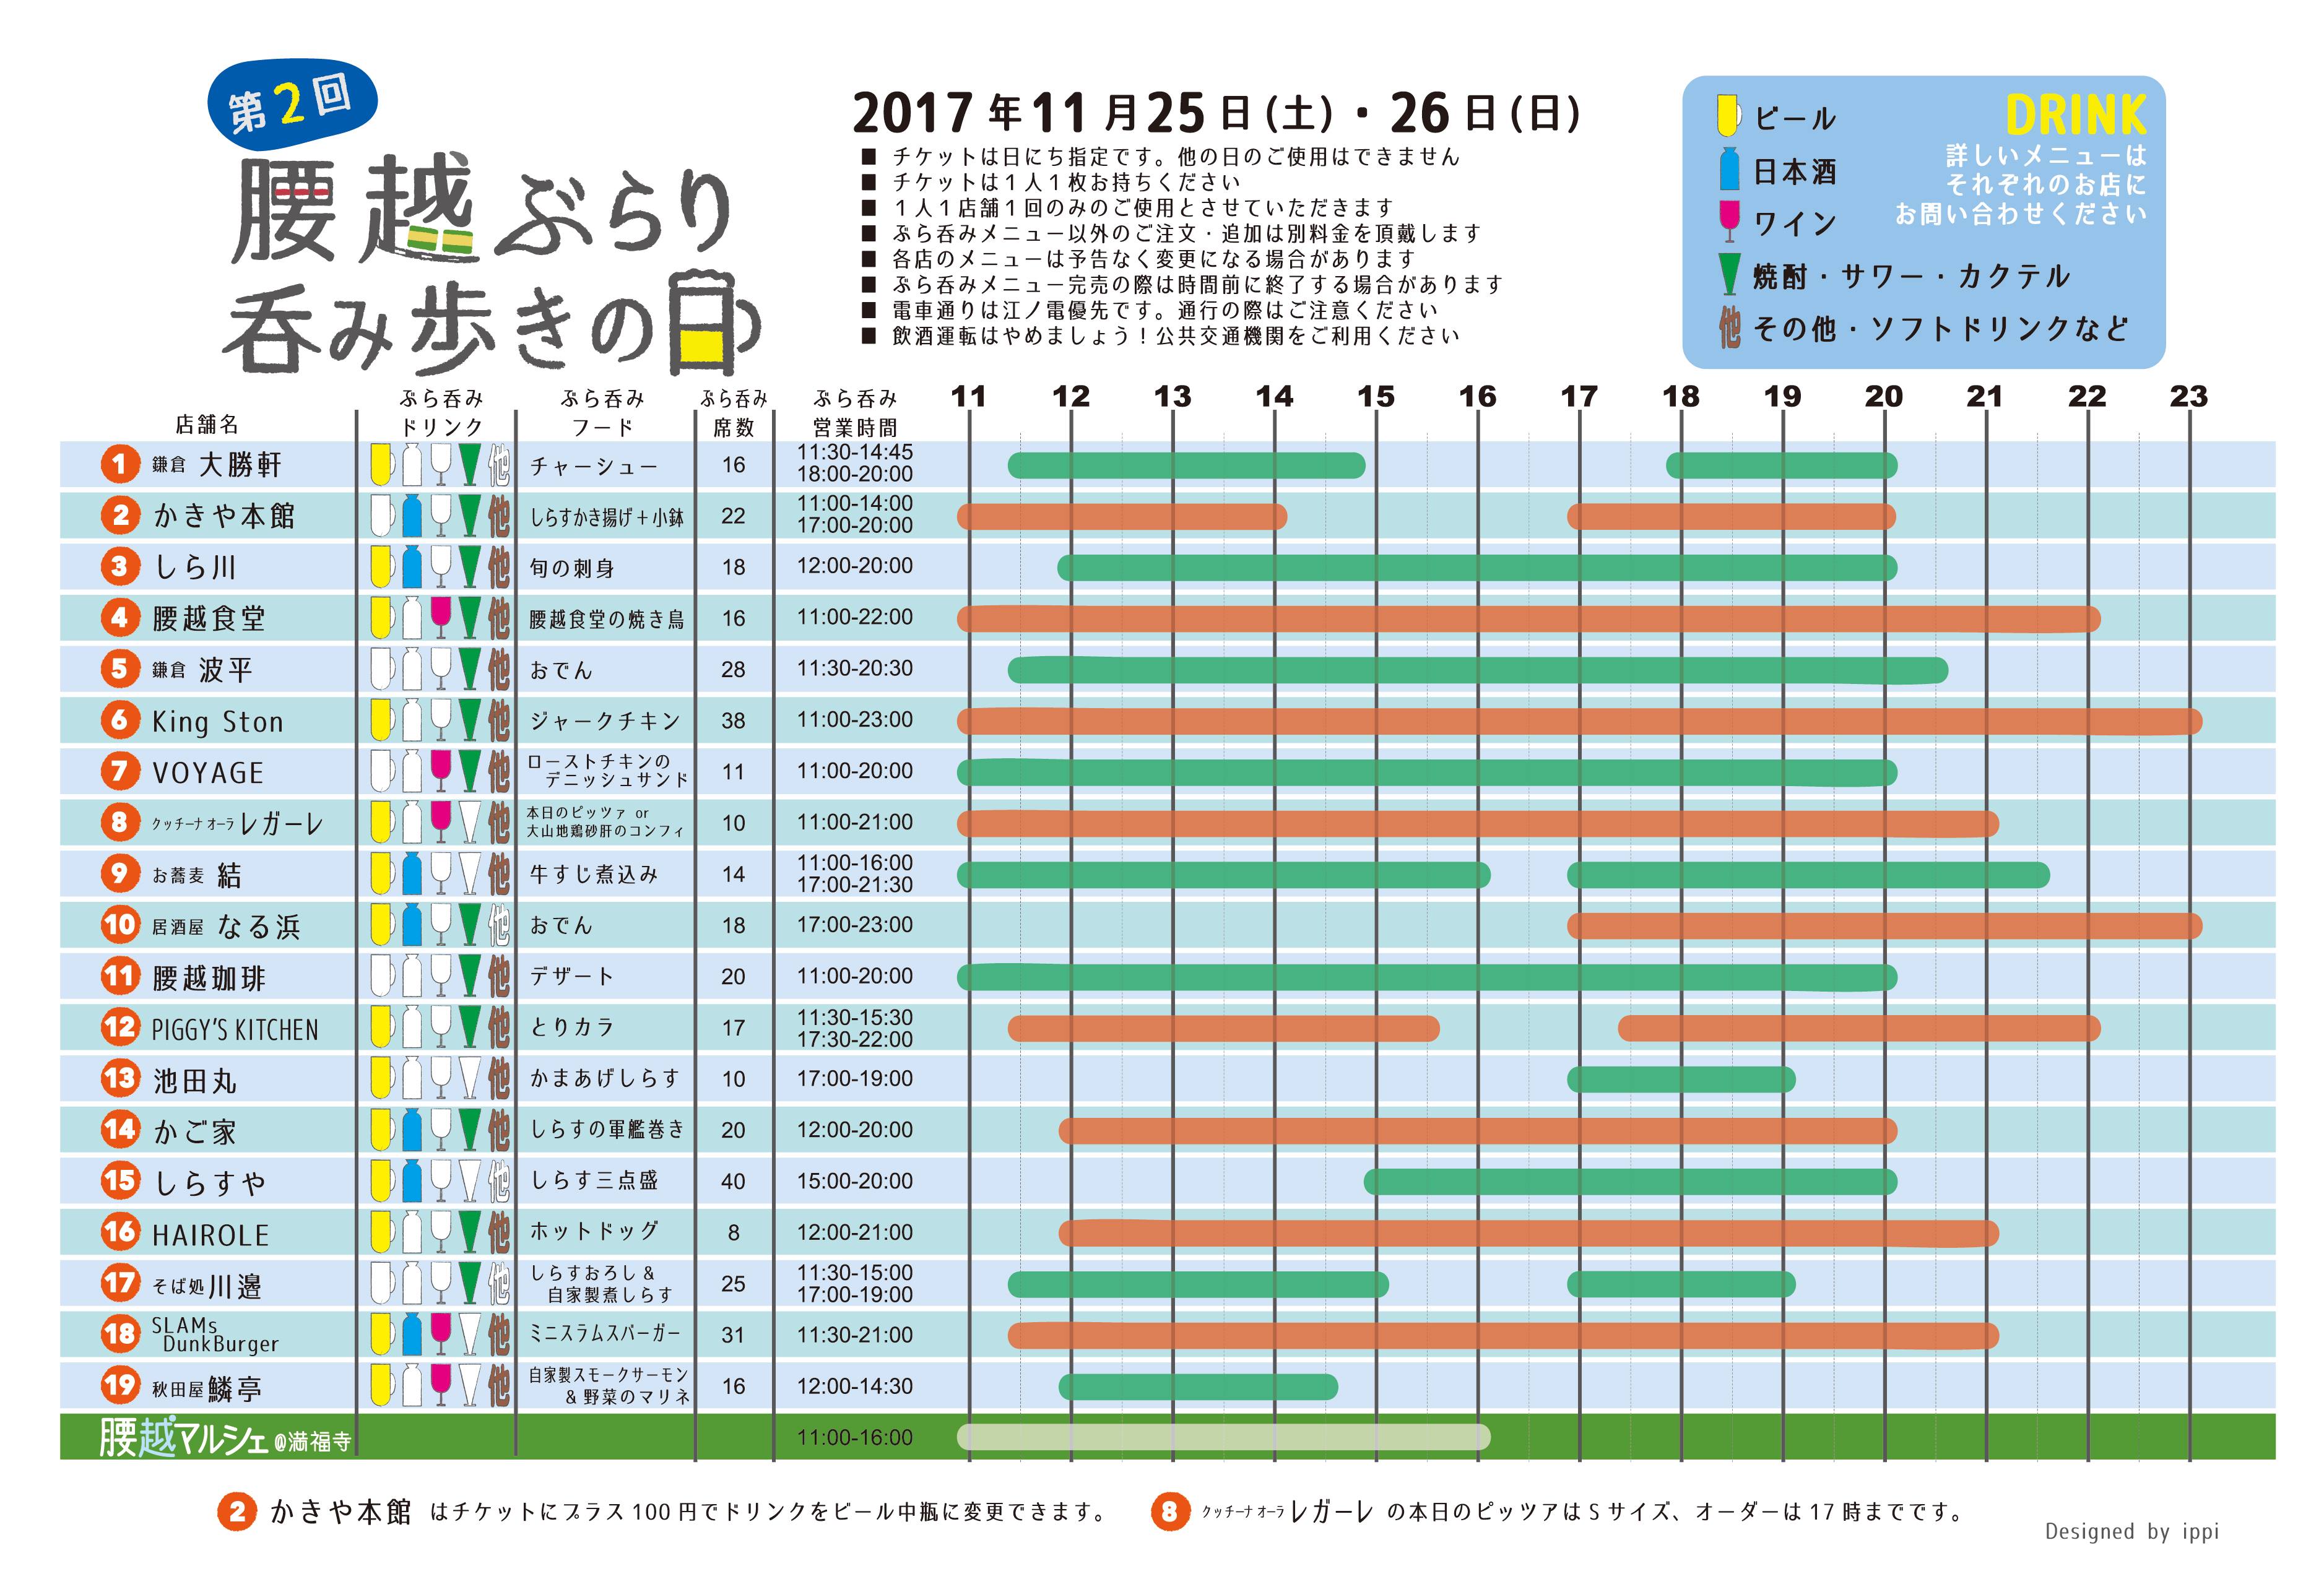 第2回
腰越ぶらり
呑み歩きの日
2017年11月25日(土)・26日(日)
■ チケットは日にち指定です。他の日のご使用はできません
■ チケットは1人1枚お持ちください
■ 1人1店舗1回のみのご使用とさせていただきます
■ ぶら呑みメニュー以外のご注文・追加は別料金を頂戴します
■ 各店のメニューは予告なく変更になる場合があります
■ ぶら呑みメニュー完売の際は時間前に終了する場合があります
■ 電車通りは江ノ電優先です。通行の際はご注意ください
■ 飲酒運転はやめましょう！公共交通機関をご利用ください
DRINK
詳しいメニューは
それぞれのお店に
お問い合わせください
ビール
日本酒
ワイン
焼酎・サワー・カクテル
他 その他・ソフトドリンクなど
店舗名
ぶら呑み
ドリンク
ぶら呑み
フード
ぶら呑み
席数
ぶら呑み
営業時間
11 12 13 14 15 16 17 18 19 20 21 22 23
1 鎌倉 大勝軒 他 チャーシュー 16 11:30-14:45
18:00-20:00
2 かきや本館 他 しらすかき揚げ＋小鉢 22 11:00-14:00
17:00-20:00
3 しら川 他 旬の刺身 18 12:00-20:00
4 腰越食堂 他 腰越食堂の焼き鳥 16 11:00-22:00
5 鎌倉 波平 他 おでん 28 11:30-20:30
6 King Ston 他 ジャークチキン 38 11:00-23:00
7 VOYAGE 他 ローストチキンの
デニッシュサンド 11 11:00-20:00
8 クッチーナ オーラ レガーレ 他 本日のピッツァ or
大山地鶏砂肝のコンフィ 10 11:00-21:00
9 お蕎麦 結 他 牛すじ煮込み 14 11:00-16:00
17:00-21:30
10 居酒屋 なる浜 他 おでん 18 17:00-23:00
11 腰越珈琲 他 デザート 20 11:00-20:00
12 PIGGY'S KITCHEN 他 とりカラ 17 11:30-15:30
17:30-22:00
13 池田丸 他 かまあげしらす 10 17:00-19:00
14 かご家 他 しらすの軍艦巻き 20 12:00-20:00
15 しらすや 他 しらす三点盛 40 15:00-20:00
16 HAIROLE 他 ホットドッグ 8 12:00-21:00
17 そば処 川邊 他 しらすおろし &
自家製煮しらす 25 11:30-15:00
17:00-19:00
18 SLAMs
DunkBurger 他 ミニスラムスバーガー 31 11:30-21:00
19 秋田屋 鱗亭 他 自家製スモークサーモン
& 野菜のマリネ 16 12:00-14:30
腰越マルシェ @満福寺 11:00-16:00
2 かきや本館 はチケットにプラス100円でドリンクをビール中瓶に変更できます。
8 クッチーナ オーラ レガーレ の本日のピッツアはSサイズ、オーダーは17時までです。
Designed by ippi